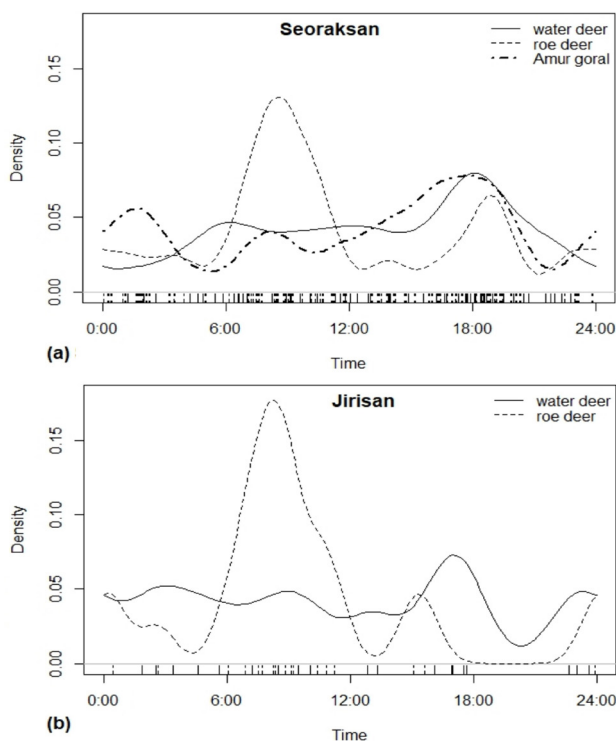 Seoraksan
water deer
roe deer
Amur goral
Density
0.15
0.10
0.05
0.00
0:00 6:00 12:00 18:00 24:00
(a)
Time
Jirisan
water deer
roe deer
Density
0.15
0.10
0.05
0.00
0:00 6:00 12:00 18:00 24:00
(b)
Time